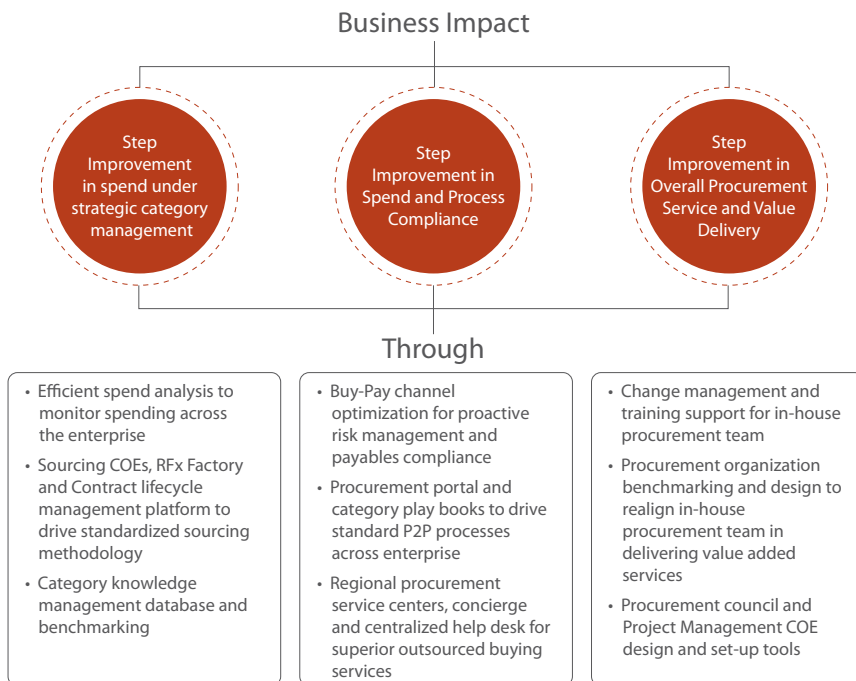 Business Impact
Step
Improvement
in spend under
strategic category
management
Step
Improvement in
Spend and Process
Compliance
Step
Improvement in
Overall Procurement
Service and Value
Delivery
Through
• Efficient spend analysis to
monitor spending across
the enterprise
• Sourcing COEs, RFx Factory
and Contract lifecycle
management platform to
drive standardized sourcing
methodology
• Category knowledge
management database and
benchmarking
• Buy-Pay channel
optimization for proactive
risk management and
payables compliance
• Procurement portal and
category play books to drive
standard P2P processes
across enterprise
• Regional procurement
service centers, concierge
and centralized help desk for
superior outsourced buying
services
• Change management and
training support for in-house
procurement team
• Procurement organization
benchmarking and design to
realign in-house
procurement team in
delivering value added
services
• Procurement council and
Project Management COE
design and set-up tools